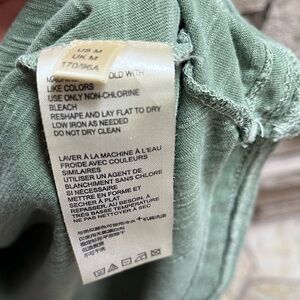 US M
UK M
170/96A
MACHINE OLD WITH
LIKE COLORS
USE ONLY NON-CHLORINE
BLEACH
RESHAPE AND LAY FLAT TO DRY
LOW IRON AS NEEDED
DO NOT DRY CLEAN
LAVER À LA MACHINE À L'EAU
FROIDE AVEC COULEURS
SIMILAIRES
UTILISER UN AGENT DE
BLANCHIMENT SANS CHLORE
SI NÉCESSAIRE
METTRE EN FORME ET
SÉCHER À PLAT
REPASSER, AU BESOIN, À
TRÈS BASSE TEMPÉRATURE
NE PAS NETTOYER À SEC